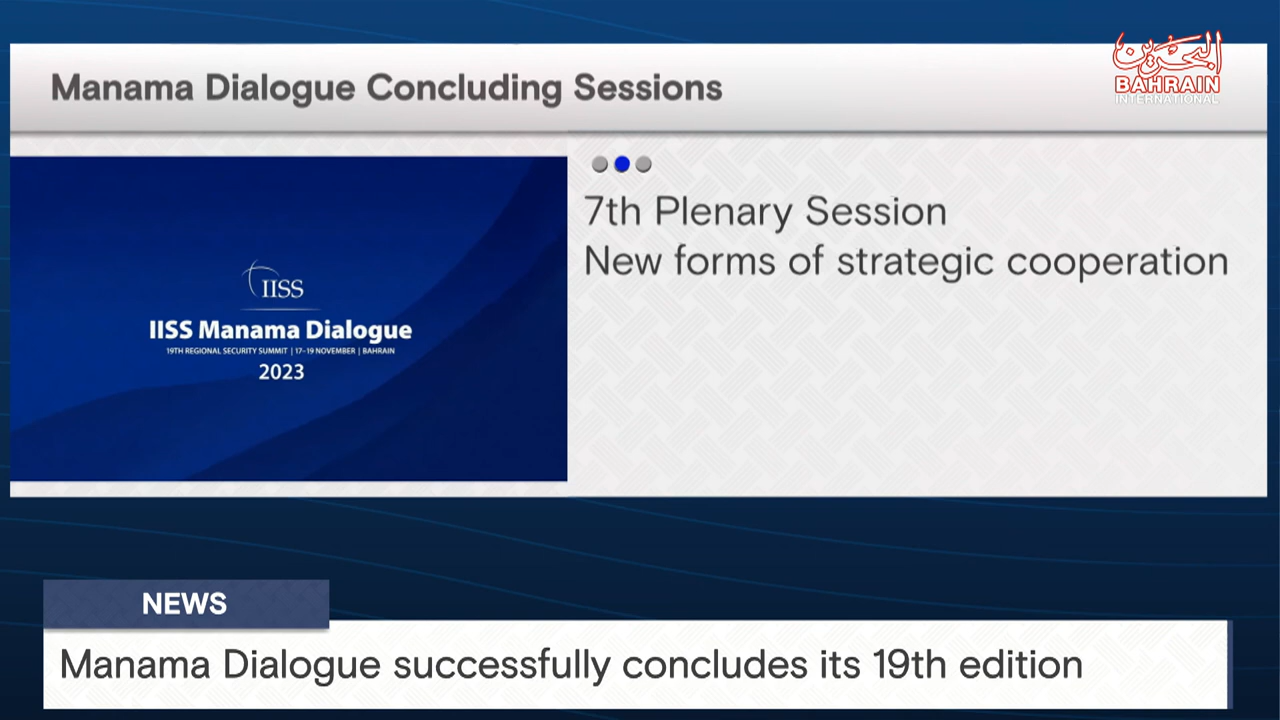 البحرين
BAHRAIN
INTERNATIONAL
Manama Dialogue Concluding Sessions
7th Plenary Session
New forms of strategic cooperation
IISS
IISS Manama Dialogue
19TH REGIONAL SECURITY SUMMIT | 17-19 NOVEMBER | BAHRAIN
2023
NEWS
Manama Dialogue successfully concludes its 19th edition